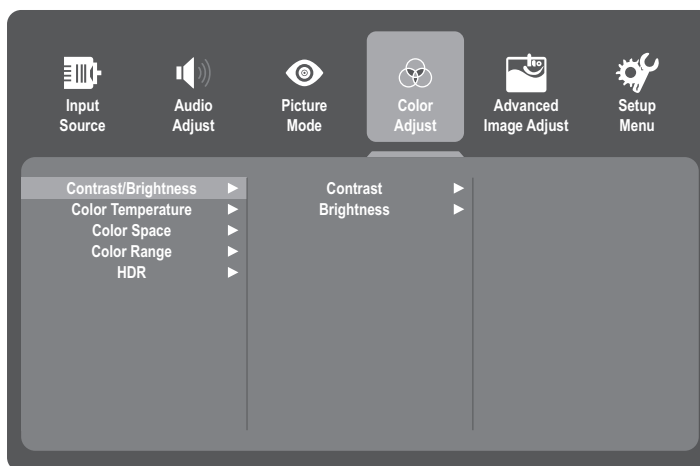 Input Source
Audio Adjust
Picture Mode
Color Adjust
Advanced Image Adjust
Setup Menu
Contrast/Brightness
Color Temperature
Color Space
Color Range
HDR
Contrast
Brightness